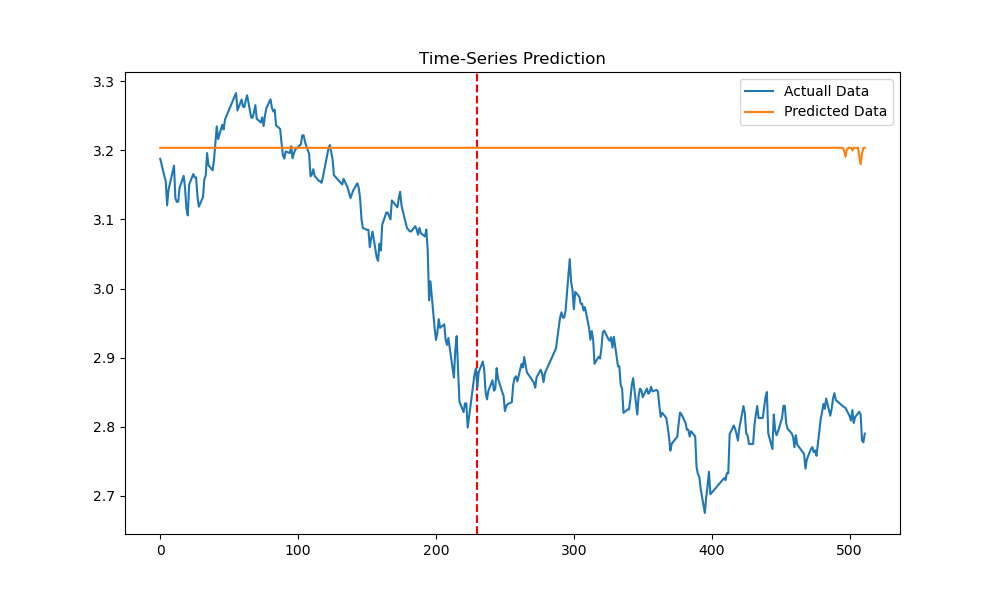 Time-Series Prediction
Actuall Data
Predicted Data
3.3
3.2
3.1
3.0
2.9
2.8
2.7
0 100 200 300 400 500